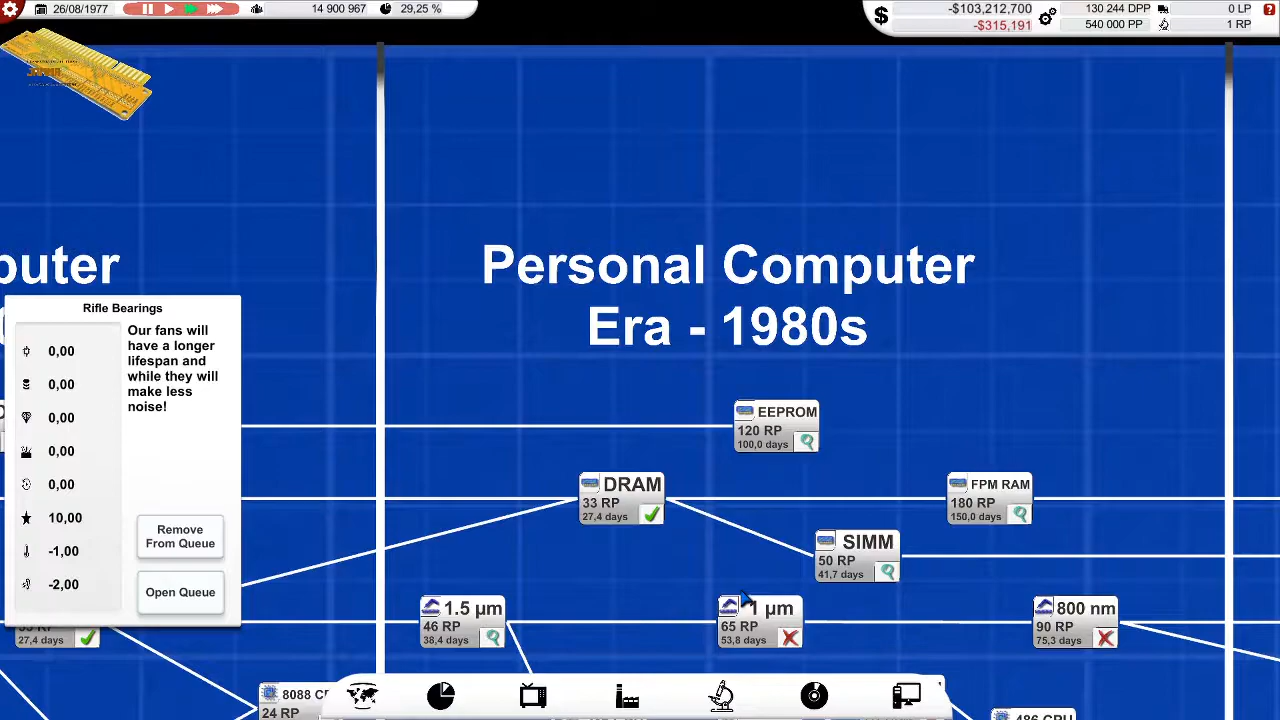 26/08/1977
14 900 967
29,25 %
$
-$103,212,700
-$315,191
130 244 DPP
540 000 PP
0 LP
1 RP
?
puter
Personal Computer
Era - 1980s
Rifle Bearings
0,00
0,00
0,00
0,00
0,00
10,00
-1,00
-2,00
Our fans will
have a longer
lifespan and
while they will
make less
noise!
Remove
From Queue
Open Queue
EEPROM
120 RP
100,0 days
DRAM
33 RP
27,4 days
FPM RAM
180 RP
150,0 days
SIMM
50 RP
41,7 days
1.5 µm
46 RP
38,4 days
1 µm
65 RP
53,8 days
800 nm
90 RP
75,3 days
27,4 days
8088 CP
24 RP
486 CPU